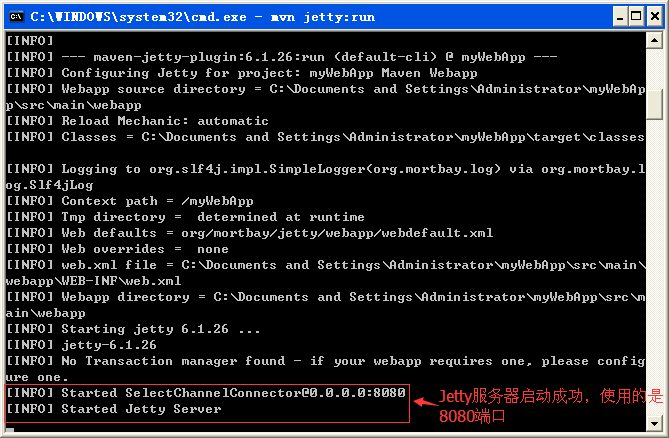 C:\WINDOWS\system32\cmd.exe - mvn jetty:run
[INFO]
[INFO] --- maven-jetty-plugin:6.1.26:run (default-cli) @ myWebApp ---
[INFO] Configuring Jetty for project: myWebApp Maven Webapp
[INFO] Webapp source directory = C:\Documents and Settings\Administrator\myWebAp
p\src\main\webapp
[INFO] Reload Mechanic: automatic
[INFO] Classes = C:\Documents and Settings\Administrator\myWebApp\target\classes
[INFO] Logging to org.slf4j.impl.SimpleLogger(org.mortbay.log) via org.mortbay.l
og.Slf4jLog
[INFO] Context path = /myWebApp
[INFO] Tmp directory =  determined at runtime
[INFO] Web defaults = org/mortbay/jetty/webapp/webdefault.xml
[INFO] Web overrides =  none
[INFO] web.xml file = C:\Documents and Settings\Administrator\myWebApp\src\main\
webapp\WEB-INF\web.xml
[INFO] Webapp directory = C:\Documents and Settings\Administrator\myWebApp\src\m
ain\webapp
[INFO] Starting jetty 6.1.26 ...
[INFO] jetty-6.1.26
[INFO] No Transaction manager found - if your webapp requires one, please config
ure one.
[INFO] Started SelectChannelConnector@0.0.0.0:8080
[INFO] Started Jetty Server
Jetty服务器启动成功，使用的是
8080端口